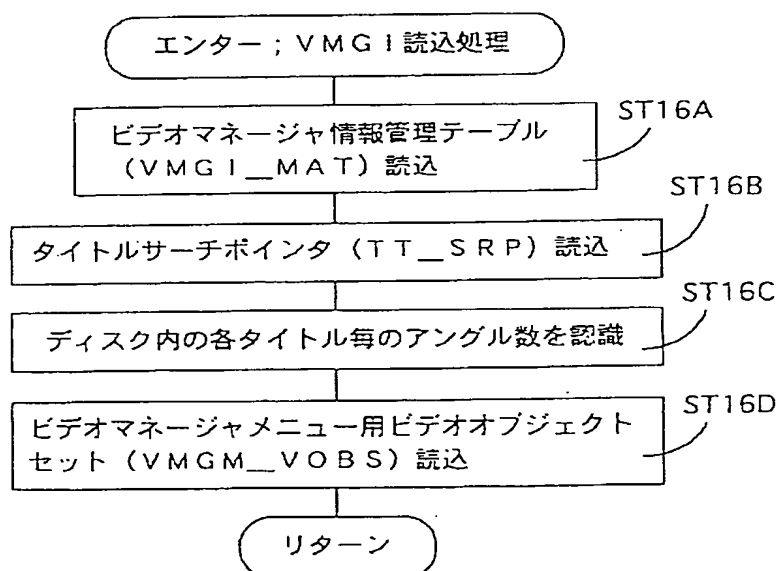 エンター；ＶＭＧＩ読込処理
ビデオマネージャ情報管理テーブル
（ＶＭＧＩ＿ＭＡＴ）読込
ST16A
タイトルサーチポインタ（ＴＴ＿ＳＲＰ）読込
ST16B
ディスク内の各タイトル毎のアングル数を認識
ST16C
ビデオマネージャメニュー用ビデオオブジェクト
セット（ＶＭＧＭ＿ＶＯＢＳ）読込
ST16D
リターン